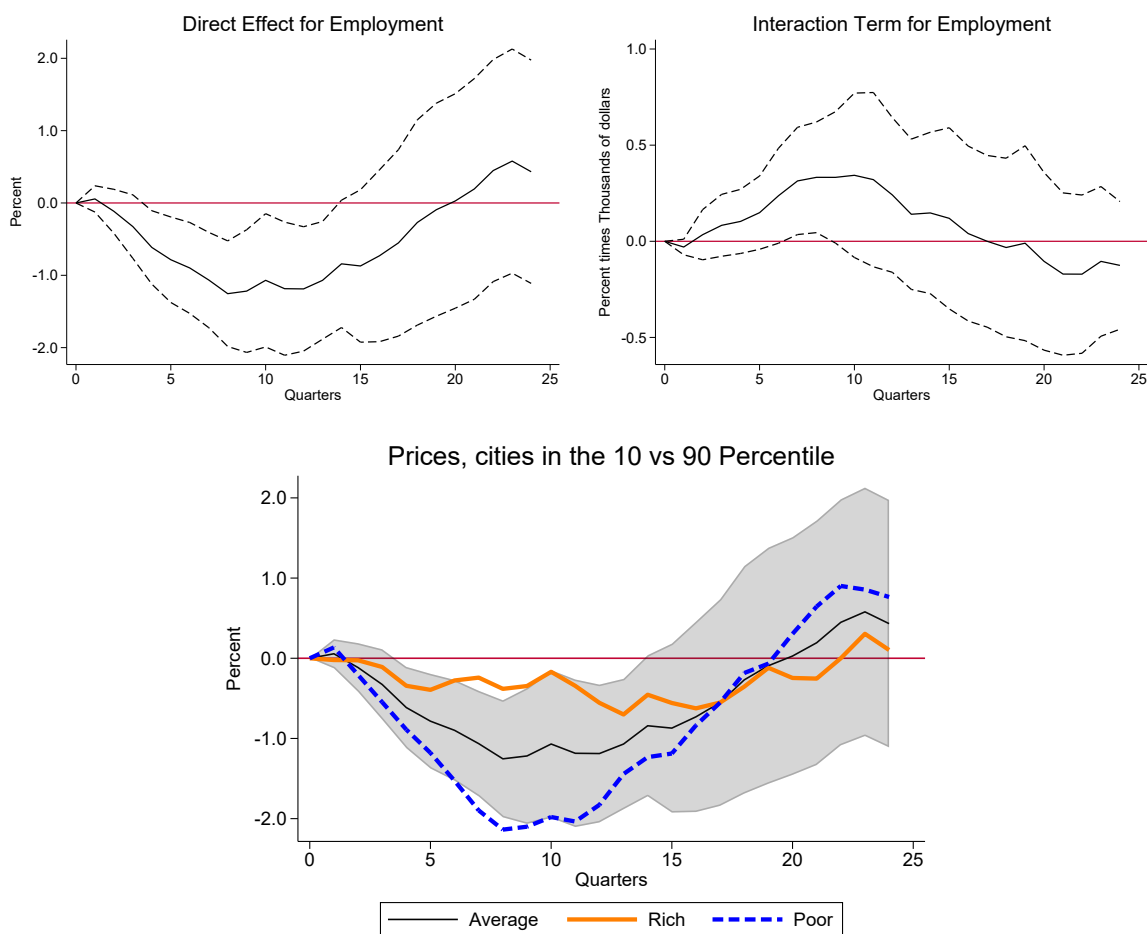 Direct Effect for Employment
Percent
2.0
1.0
0.0
-1.0
-2.0
0 5 10 15 20 25
Quarters
Interaction Term for Employment
Percent times Thousands of dollars
1.0
0.5
0.0
-0.5
0 5 10 15 20 25
Quarters
Prices, cities in the 10 vs 90 Percentile
Percent
2.0
1.0
0.0
-1.0
-2.0
0 5 10 15 20 25
Quarters
Average Rich Poor